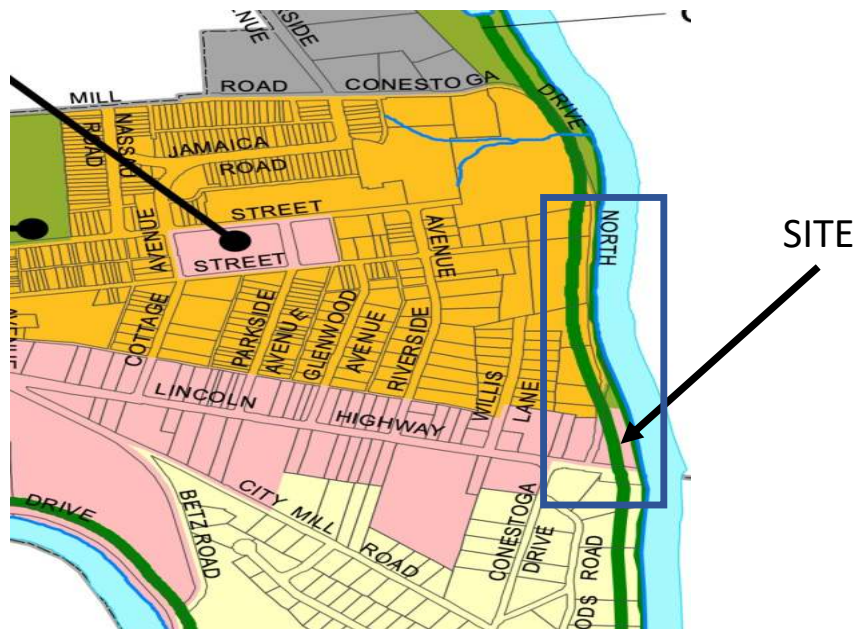 MILL ROAD CONESTOGA
DRIVE
NASSAU
ROAD
JAMAICA
ROAD
STREET
AVENUE
STREET
AVENUE
NORTH
SITE
COTTAGE
PARKSIDE
AVENUE
GLENWOOD
AVENUE
RIVERSIDE
WILLIS
LANE
LINCOLN HIGHWAY
DRIVE
BETZ ROAD
CITY MILL ROAD
CONESTOGA
DRIVE
ROAD